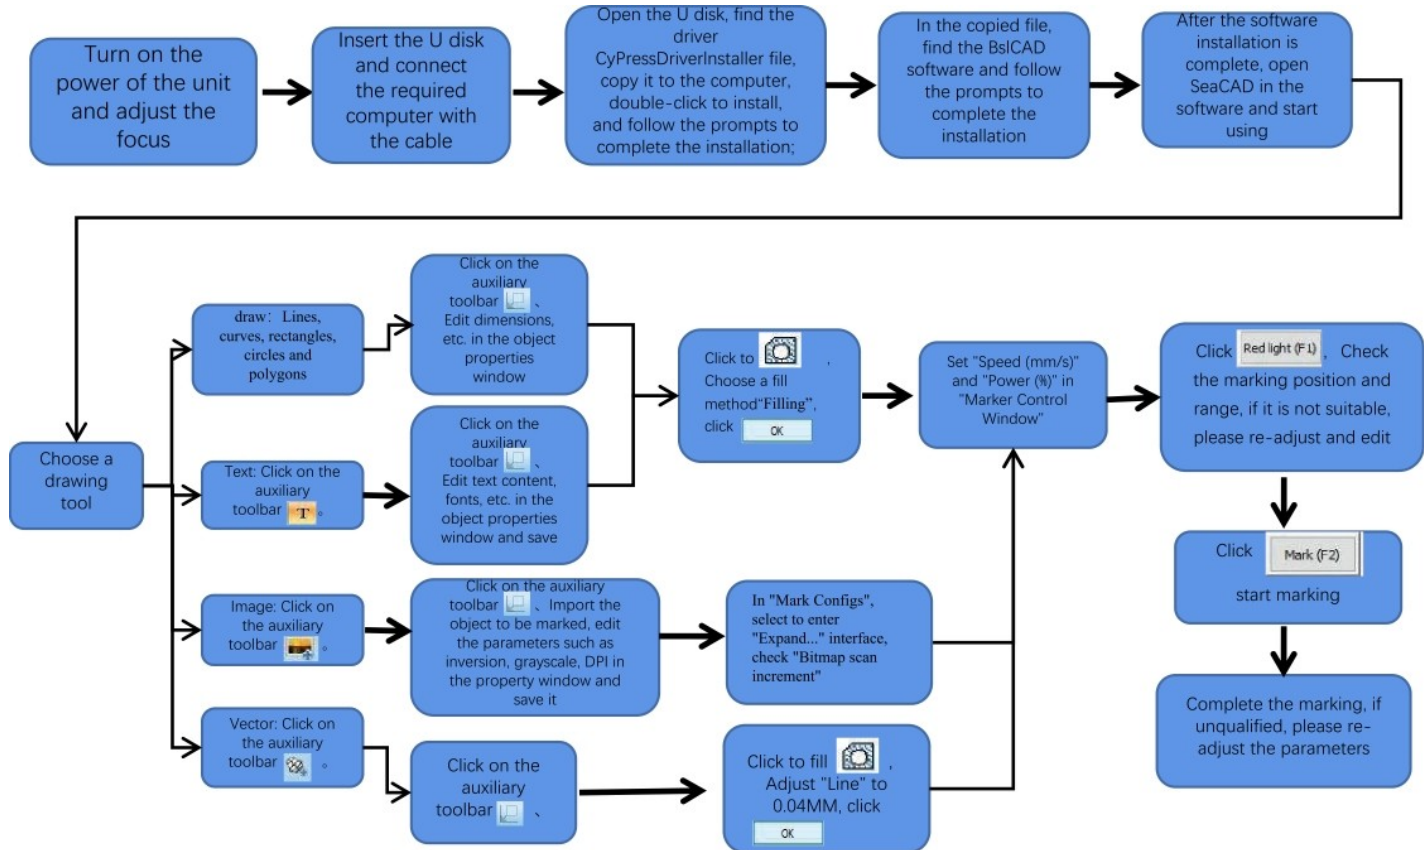 Turn on the
power of the unit
and adjust the
focus
Insert the U disk
and connect
the required
computer with
the cable
Open the U disk, find the
driver
CyPressDriverInstaller file,
copy it to the computer,
double-click to install,
and follow the prompts to
complete the installation;
In the copied file,
find the BslCAD
software and follow
the prompts to
complete the
installation
After the software
installation is
complete, open
SeaCAD in the
software and start
using
Choose a
drawing
tool
draw：Lines,
curves, rectangles,
circles and
polygons
Click on the
auxiliary
toolbar 、
Edit dimensions,
etc. in the object
properties
window
Text: Click on the
auxiliary
toolbar T 。
Click on the
auxiliary
toolbar 、
Edit text content,
fonts, etc. in the
object properties
window and save
Click to ,
Choose a fill
method“Filling”,
click OK
Image: Click on
the auxiliary
toolbar 。
Click on the auxiliary
toolbar 、Import the
object to be marked, edit
the parameters such as
inversion, grayscale, DPI in
the property window and
save it
In "Mark Configs",
select to enter
"Expand..." interface,
check "Bitmap scan
increment"
Vector: Click on
the auxiliary
toolbar 。
Click on the
auxiliary
toolbar 、
Click to fill ,
Adjust "Line" to
0.04MM, click
OK
Set "Speed (mm/s)"
and "Power (%)" in
"Marker Control
Window"
Click Red light (F1) , Check
the marking position and
range, if it is not suitable,
please re-adjust and edit
Click Mark (F2)
start marking
Complete the marking, if
unqualified, please re-
adjust the parameters